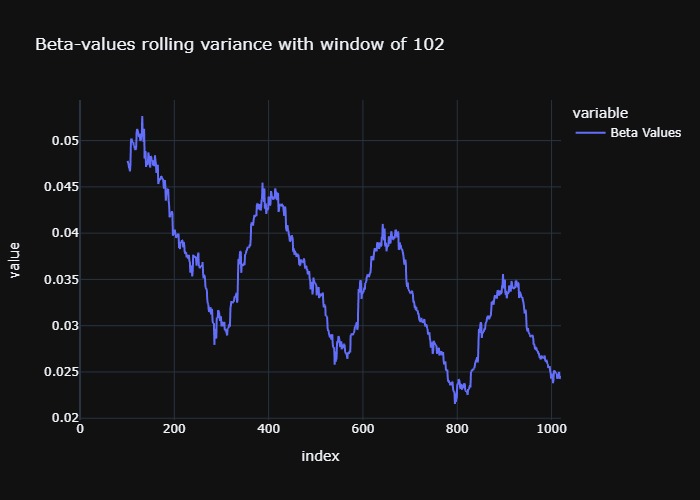 Beta-values rolling variance with window of 102
variable
Beta Values
value
0.05
0.045
0.04
0.035
0.03
0.025
0.02
0
200
400
600
800
1000
index